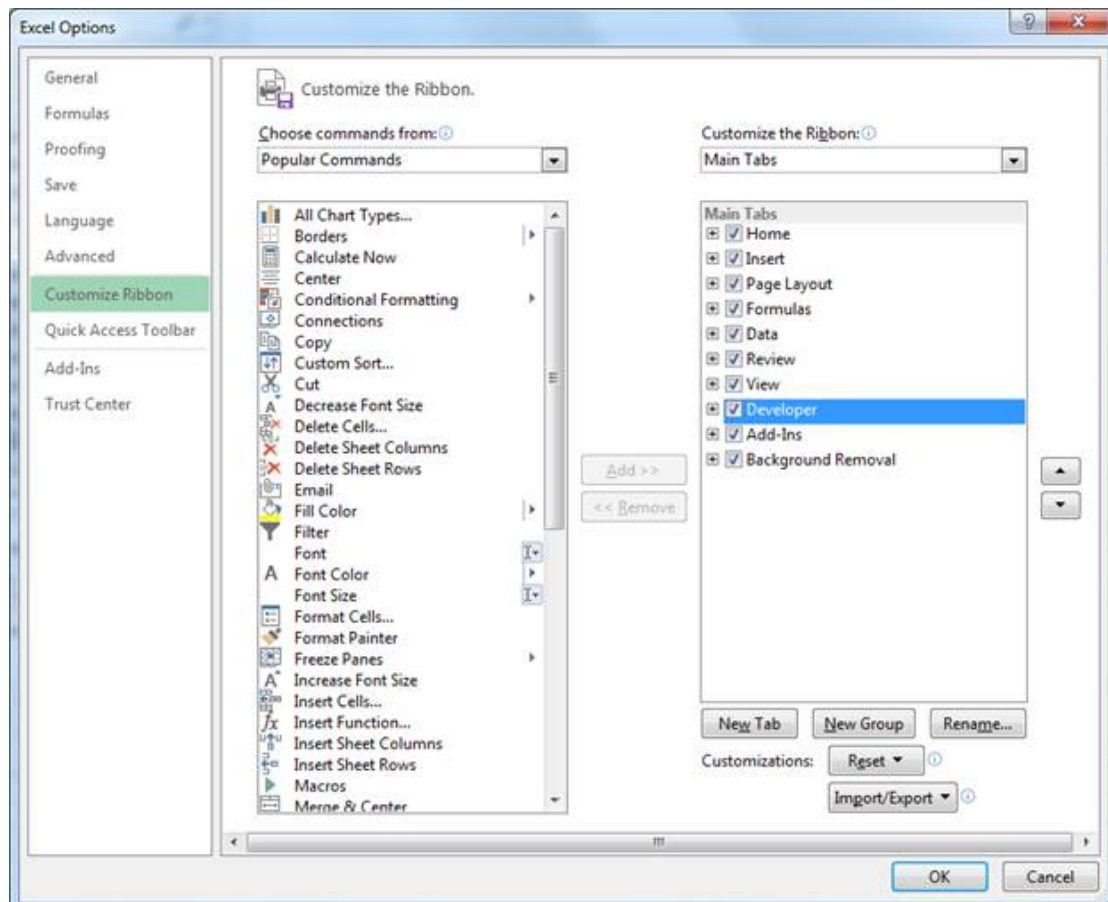 Excel Options
General
Formulas
Proofing
Save
Language
Advanced
Customize Ribbon
Quick Access Toolbar
Add-Ins
Trust Center
Customize the Ribbon.
Choose commands from:
Popular Commands
All Chart Types...
Borders
Calculate Now
Center
Conditional Formatting
Connections
Copy
Custom Sort...
Cut
Decrease Font Size
Delete Cells...
Delete Sheet Columns
Delete Sheet Rows
Email
Fill Color
Filter
Font
Font Color
Font Size
Format Cells...
Format Painter
Freeze Panes
Increase Font Size
Insert Cells...
Insert Function...
Insert Sheet Columns
Insert Sheet Rows
Macros
Merge & Center
Add >>
<< Remove
Customize the Ribbon:
Main Tabs
Main Tabs
Home
Insert
Page Layout
Formulas
Data
Review
View
Developer
Add-Ins
Background Removal
New Tab New Group Rename...
Customizations: Reset
Import/Export
OK Cancel